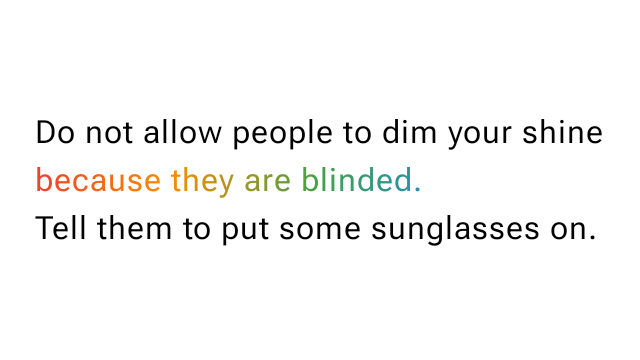 Do not allow people to dim your shine
because they are blinded.
Tell them to put some sunglasses on.